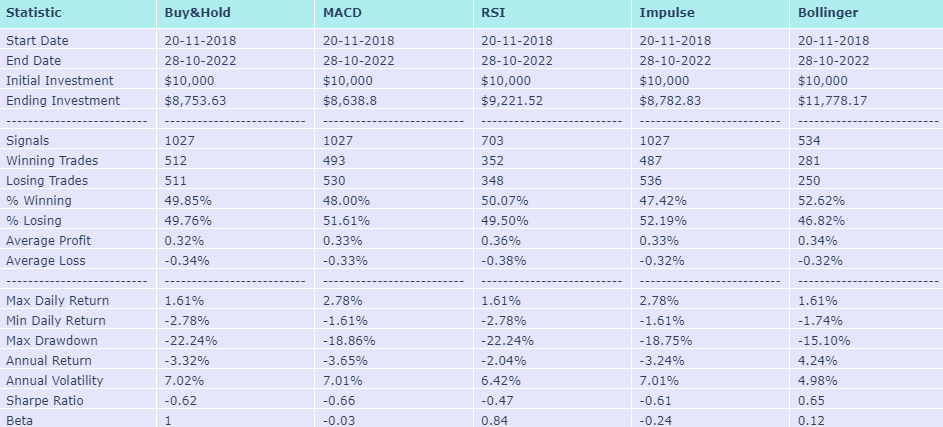 Statistic Buy&Hold MACD RSI Impulse Bollinger
Start Date 20-11-2018 20-11-2018 20-11-2018 20-11-2018 20-11-2018
End Date 28-10-2022 28-10-2022 28-10-2022 28-10-2022 28-10-2022
Initial Investment $10,000 $10,000 $10,000 $10,000 $10,000
Ending Investment $8,753.63 $8,638.8 $9,221.52 $8,782.83 $11,778.17
------------------------ ------------------------ ------------------------ ------------------------ ------------------------ ------------------------
Signals 1027 1027 703 1027 534
Winning Trades 512 493 352 487 281
Losing Trades 511 530 348 536 250
% Winning 49.85% 48.00% 50.07% 47.42% 52.62%
% Losing 49.76% 51.61% 49.50% 52.19% 46.82%
Average Profit 0.32% 0.33% 0.36% 0.33% 0.34%
Average Loss -0.34% -0.33% -0.38% -0.32% -0.32%
------------------------ ------------------------ ------------------------ ------------------------ ------------------------ ------------------------
Max Daily Return 1.61% 2.78% 1.61% 2.78% 1.61%
Min Daily Return -2.78% -1.61% -2.78% -1.61% -1.74%
Max Drawdown -22.24% -18.86% -22.24% -18.75% -15.10%
Annual Return -3.32% -3.65% -2.04% -3.24% 4.24%
Annual Volatility 7.02% 7.01% 6.42% 7.01% 4.98%
Sharpe Ratio -0.62 -0.66 -0.47 -0.61 0.65
Beta 1 -0.03 0.84 -0.24 0.12